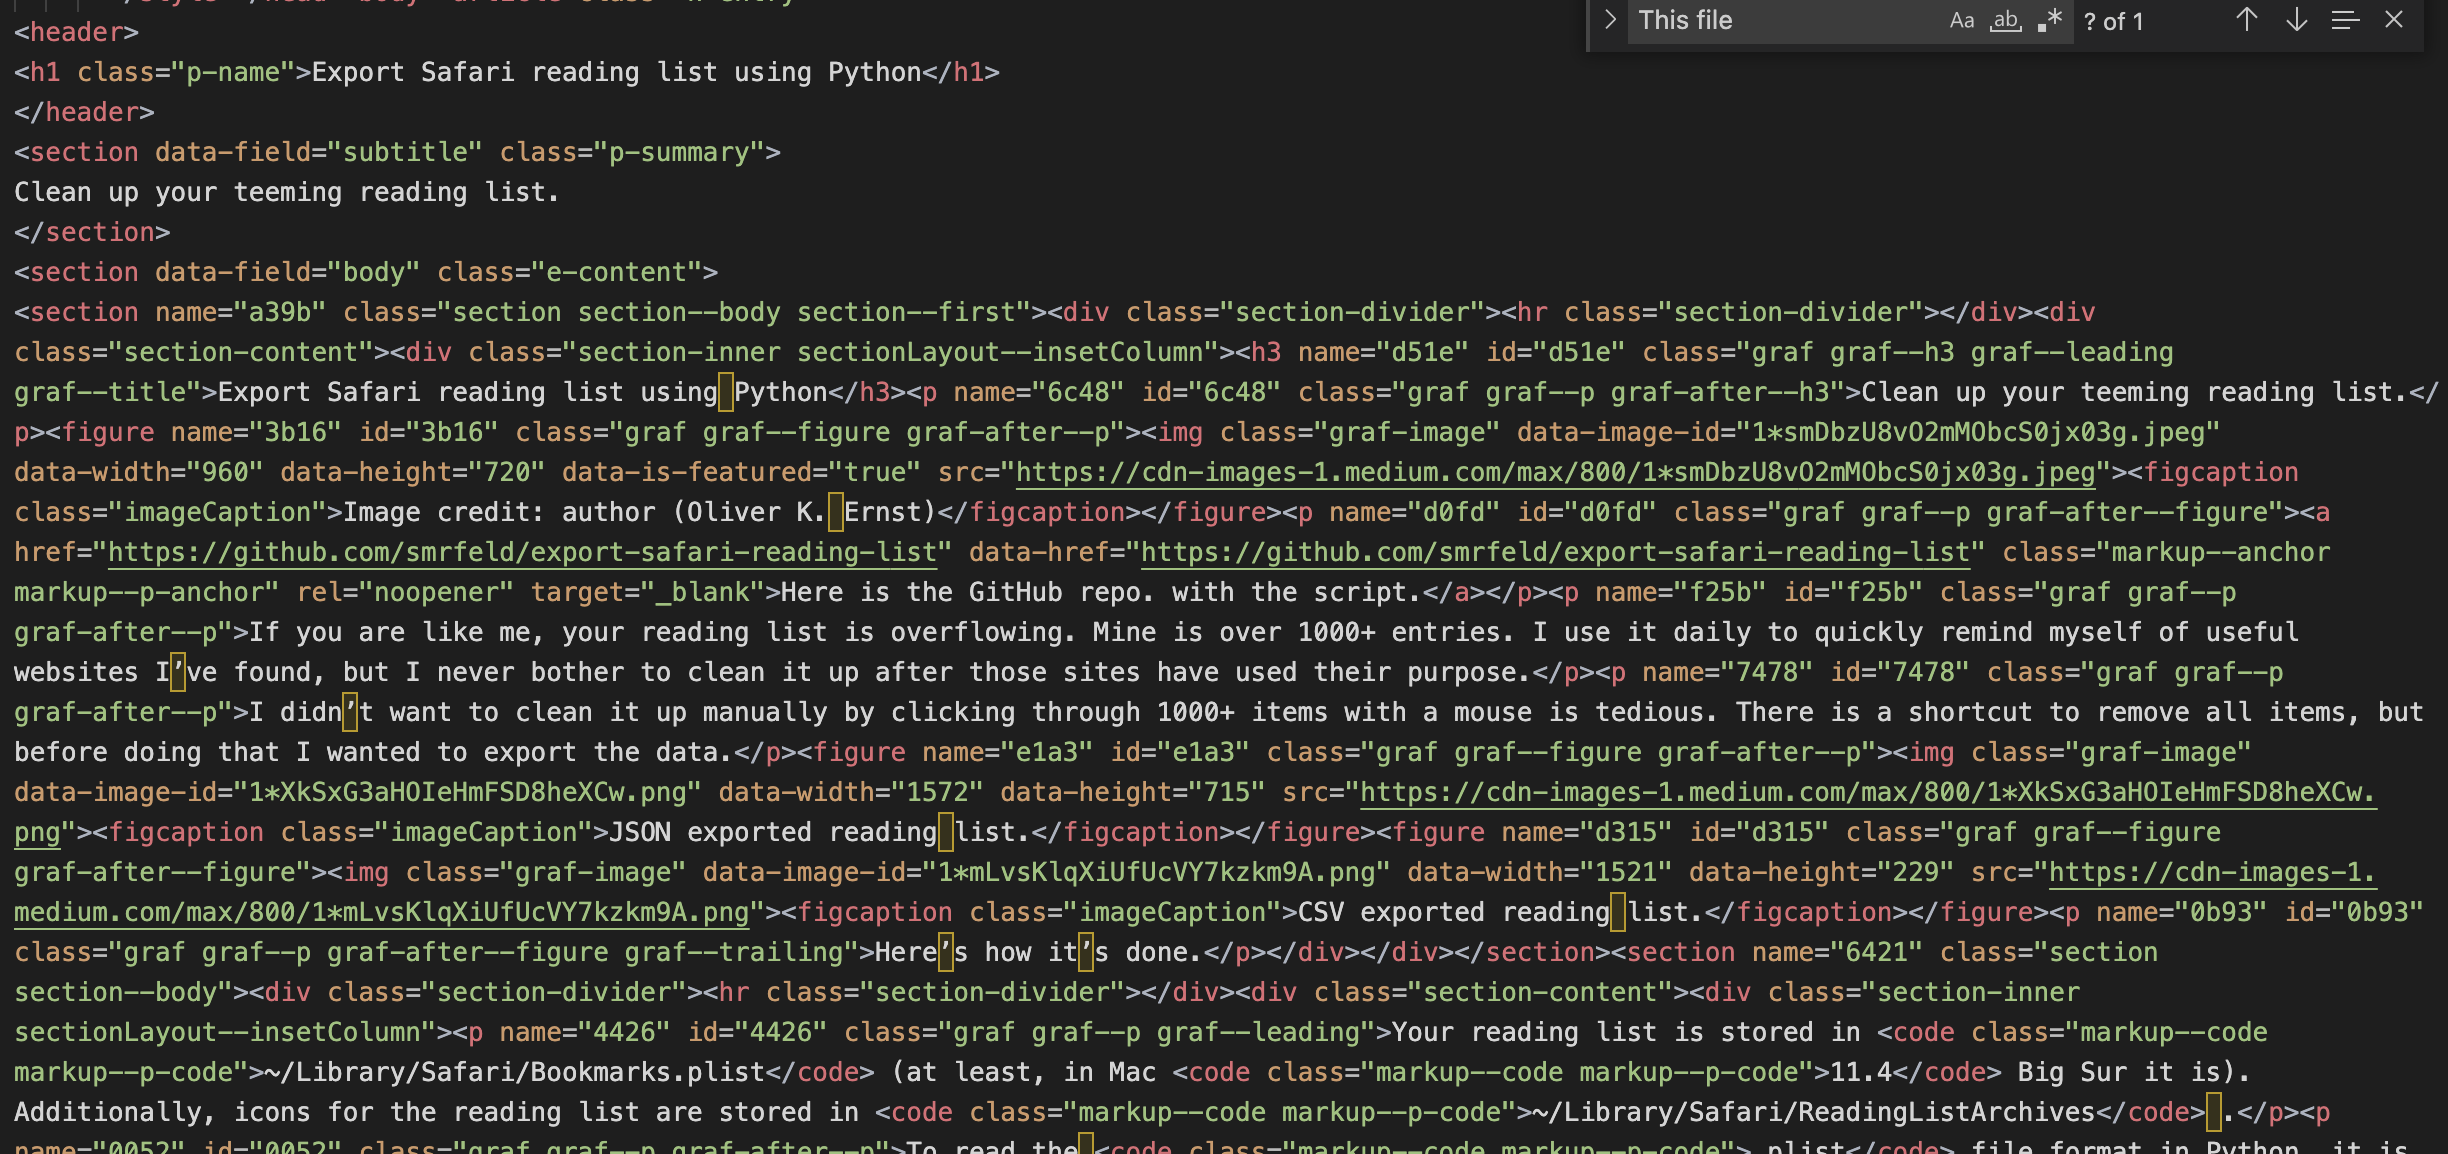 <header>
This file Aa ab .* ? of 1
<h1 class="p-name">Export Safari reading list using Python</h1>
</header>
<section data-field="subtitle" class="p-summary">
Clean up your teeming reading list.
</section>
<section data-field="body" class="e-content">
<section name="a39b" class="section section--body section--first"><div class="section-divider"><hr class="section-divider"></div><div
class="section-content"><div class="section-inner sectionLayout--insetColumn"><h3 name="d51e" id="d51e" class="graf graf--h3 graf--leading
graf--title">Export Safari reading list using Python</h3><p name="6c48" id="6c48" class="graf graf--p graf-after--h3">Clean up your teeming reading list.</
p><figure name="3b16" id="3b16" class="graf graf--figure graf-after--p"><img class="graf-image" data-image-id="1*smDbzU8vO2mMObcS0jx03g.jpeg"
data-width="960" data-height="720" data-is-featured="true" src="https://cdn-images-1.medium.com/max/800/1*smDbzU8vO2mMObcS0jx03g.jpeg"><figcaption
class="imageCaption">Image credit: author (Oliver K. Ernst)</figcaption></figure><p name="d0fd" id="d0fd" class="graf graf--p graf-after--figure"><a
href="https://github.com/smrfeld/export-safari-reading-list" data-href="https://github.com/smrfeld/export-safari-reading-list" class="markup--anchor
markup--p-anchor" rel="noopener" target="_blank">Here is the GitHub repo. with the script.</a></p><p name="f25b" id="f25b" class="graf graf--p
graf-after--p">If you are like me, your reading list is overflowing. Mine is over 1000+ entries. I use it daily to quickly remind myself of useful
websites I’ve found, but I never bother to clean it up after those sites have used their purpose.</p><p name="7478" id="7478" class="graf graf--p
graf-after--p">I didn’t want to clean it up manually by clicking through 1000+ items with a mouse is tedious. There is a shortcut to remove all items, but
before doing that I wanted to export the data.</p><figure name="e1a3" id="e1a3" class="graf graf--figure graf-after--p"><img class="graf-image"
data-image-id="1*XkSxG3aHOIeHmFSD8heXCw.png" data-width="1572" data-height="715" src="https://cdn-images-1.medium.com/max/800/1*XkSxG3aHOIeHmFSD8heXCw.
png"><figcaption class="imageCaption">JSON exported reading list.</figcaption></figure><figure name="d315" id="d315" class="graf graf--figure
graf-after--figure"><img class="graf-image" data-image-id="1*mLvsKlqXiUfUcVY7kzkm9A.png" data-width="1521" data-height="229" src="https://cdn-images-1.
medium.com/max/800/1*mLvsKlqXiUfUcVY7kzkm9A.png"><figcaption class="imageCaption">CSV exported reading list.</figcaption></figure><p name="0b93" id="0b93"
class="graf graf--p graf-after--figure graf--trailing">Here’s how it’s done.</p></div></div></section><section name="6421" class="section
section--body"><div class="section-divider"><hr class="section-divider"></div><div class="section-content"><div class="section-inner
sectionLayout--insetColumn"><p name="4426" id="4426" class="graf graf--p graf--leading">Your reading list is stored in <code class="markup--code
markup--p-code">~/Library/Safari/Bookmarks.plist</code> (at least, in Mac <code class="markup--code markup--p-code">11.4</code> Big Sur it is).
Additionally, icons for the reading list are stored in <code class="markup--code markup--p-code">~/Library/Safari/ReadingListArchives</code> .</p><p
name="0052" id="0052" class="graf graf--p graf-after--p">To read the <code class="markup--code markup--p-code">.plist</code> file format in Python, it is